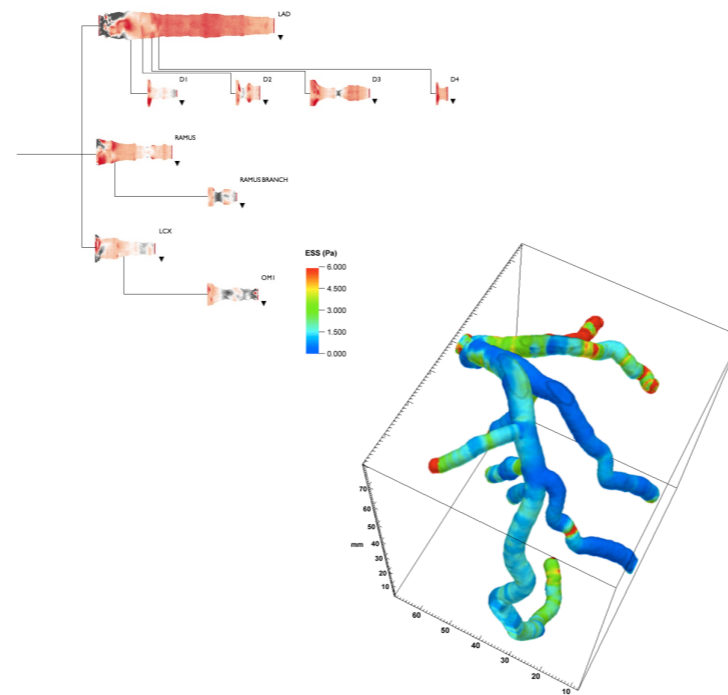 LAD
D1 D2 D3 D4
RAMUS
RAMUS BRANCH
LCX
OM1
ESS (Pa)
6.000
4.500
3.000
1.500
0.000
70
60
50
mm 40
30
20
10
60
50
40
30
20
10